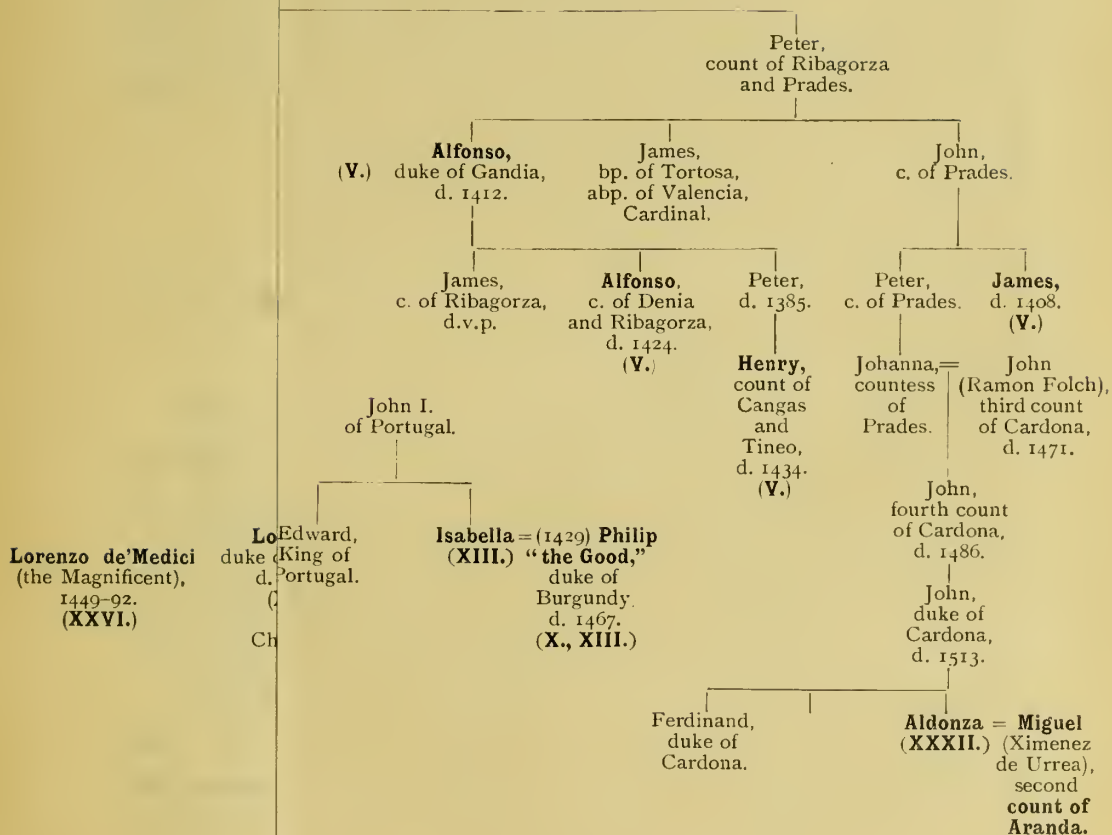 Peter,
count of Ribagorza
and Prades.
Alfonso,
(V.) duke of Gandia,
d. 1412.
James,
bp. of Tortosa,
abp. of Valencia,
Cardinal.
John,
c. of Prades.
James,
c. of Ribagorza,
d.v.p.
Alfonso,
c. of Denia
and Ribagorza,
d. 1424.
(V.)
Peter,
d. 1385.
Peter,
c. of Prades.
James,
d. 1408.
(V.)
Henry,
count of
Cangas
and
Tineo,
d. 1434.
(V.)
Johanna,=
countess
of
Prades.
John
(Ramon Folch),
third count
of Cardona,
d. 1471.
John I.
of Portugal.
John,
fourth count
of Cardona,
d. 1486.
Lorenzo de'Medici
(the Magnificent),
1449-92.
(XXVI.)
Lo
duke
d.
Ch
Edward,
King of
Portugal.
Isabella = (1429) Philip
(XIII.) "the Good,"
duke of
Burgundy.
d. 1467.
(X., XIII.)
John,
duke of
Cardona,
d. 1513.
Ferdinand,
duke of
Cardona.
Aldonza = Miguel
(XXXII.) (Ximenez
de Urrea),
second
count of
Aranda.